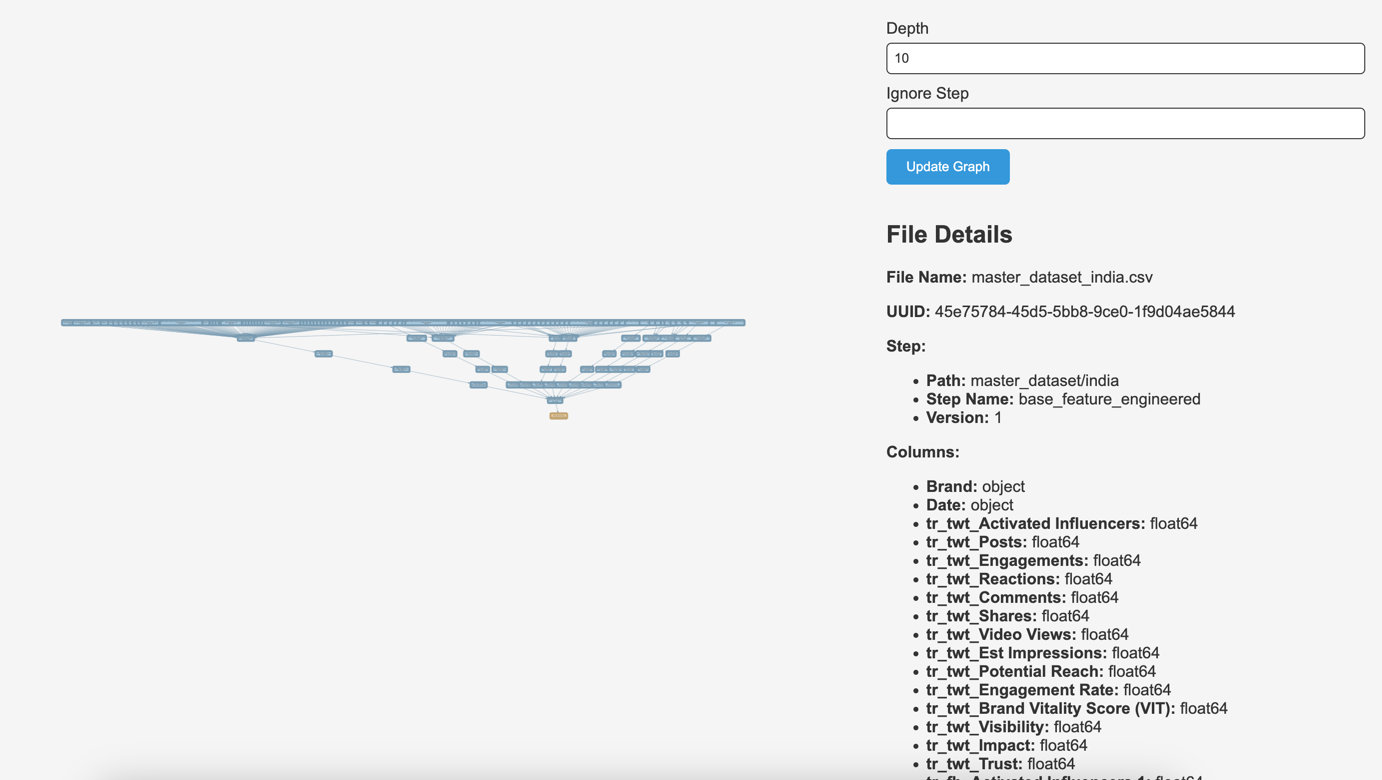 Depth
10
Ignore Step
Update Graph
File Details
File Name: master_dataset_india.csv
UUID: 45e75784-45d5-5bb8-9ce0-1f9d04ae5844
Step:
Path: master_dataset/india
Step Name: base_feature_engineered
Version: 1
Columns:
Brand: object
Date: object
tr_twt_Activated Influencers: float64
tr_twt_Posts: float64
tr_twt_Engagements: float64
tr_twt_Reactions: float64
tr_twt_Comments: float64
tr_twt_Shares: float64
tr_twt_Video Views: float64
tr_twt_Est Impressions: float64
tr_twt_Potential Reach: float64
tr_twt_Engagement Rate: float64
tr_twt_Brand Vitality Score (VIT): float64
tr_twt_Visibility: float64
tr_twt_Impact: float64
tr_twt_Trust: float64